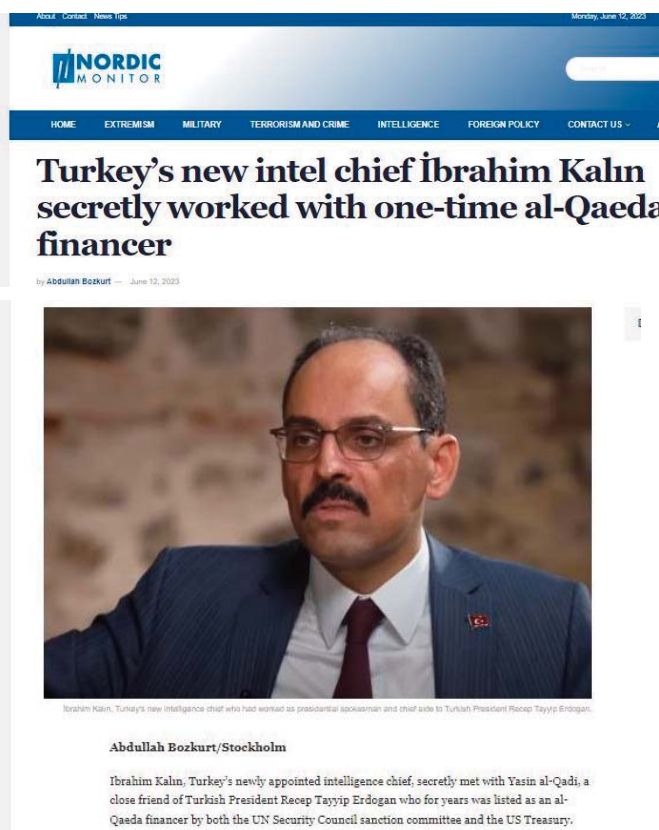 About Contact News Tips
Monday, June 12, 2023
NORDIC
MONITOR
HOME EXTREMISM MILITARY TERRORISM AND CRIME INTELLIGENCE FOREIGN POLICY CONTACT US
Turkey’s new intel chief İbrahim Kalın
secretly worked with one-time al-Qaeda
financer
by Abdullah Bozkurt — June 12, 2023
İbrahim Kalın, Turkey's new intelligence chief who had worked as presidential spokesman and chief aide to Turkish President Recep Tayyip Erdogan.
Abdullah Bozkurt/Stockholm
Ibrahim Kalın, Turkey’s newly appointed intelligence chief, secretly met with Yasin al-Qadi, a
close friend of Turkish President Recep Tayyip Erdogan who for years was listed as an al-
Qaeda financer by both the UN Security Council sanction committee and the US Treasury.